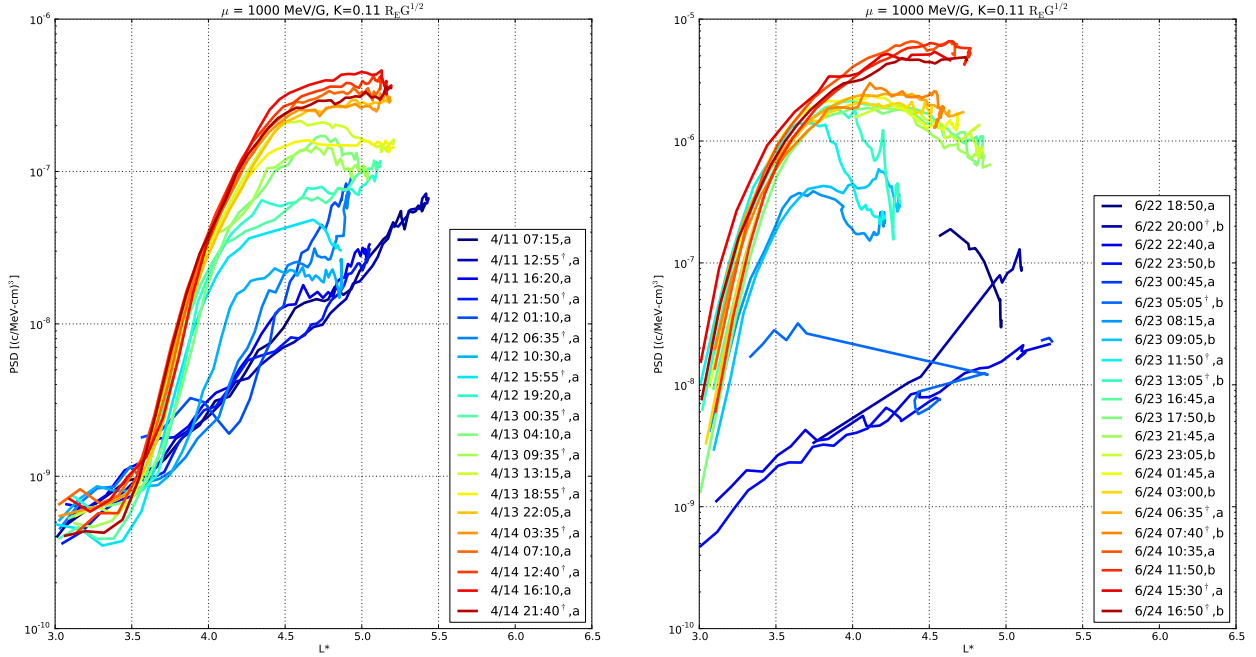 μ = 1000 MeV/G, K=0.11 R_E G^{1/2}
PSD [(c/MeV-cm)^3]
10^-6
10^-7
10^-8
10^-9
10^-10
3.0 3.5 4.0 4.5 5.0 5.5 6.0 6.5
L*
4/11 07:15,a
4/11 12:55†,a
4/11 16:20,a
4/11 21:50†,a
4/12 01:10,a
4/12 06:35†,a
4/12 10:30,a
4/12 15:55†,a
4/12 19:20,a
4/13 00:35†,a
4/13 04:10,a
4/13 09:35†,a
4/13 13:15,a
4/13 18:55†,a
4/13 22:05,a
4/14 03:35†,a
4/14 07:10,a
4/14 12:40†,a
4/14 16:10,a
4/14 21:40†,a
μ = 1000 MeV/G, K=0.11 R_E G^{1/2}
PSD [(c/MeV-cm)^3]
10^-5
10^-6
10^-7
10^-8
10^-9
10^-10
3.0 3.5 4.0 4.5 5.0 5.5 6.0 6.5
L*
6/22 18:50,a
6/22 20:00†,b
6/22 22:40,a
6/22 23:50,b
6/23 00:45,a
6/23 05:05†,b
6/23 08:15,a
6/23 09:05,b
6/23 11:50†,a
6/23 13:05†,b
6/23 16:45,a
6/23 17:50,b
6/23 21:45,a
6/23 23:05,b
6/24 01:45,a
6/24 03:00,b
6/24 06:35†,a
6/24 07:40†,b
6/24 10:35,a
6/24 11:50,b
6/24 15:30†,a
6/24 16:50†,b